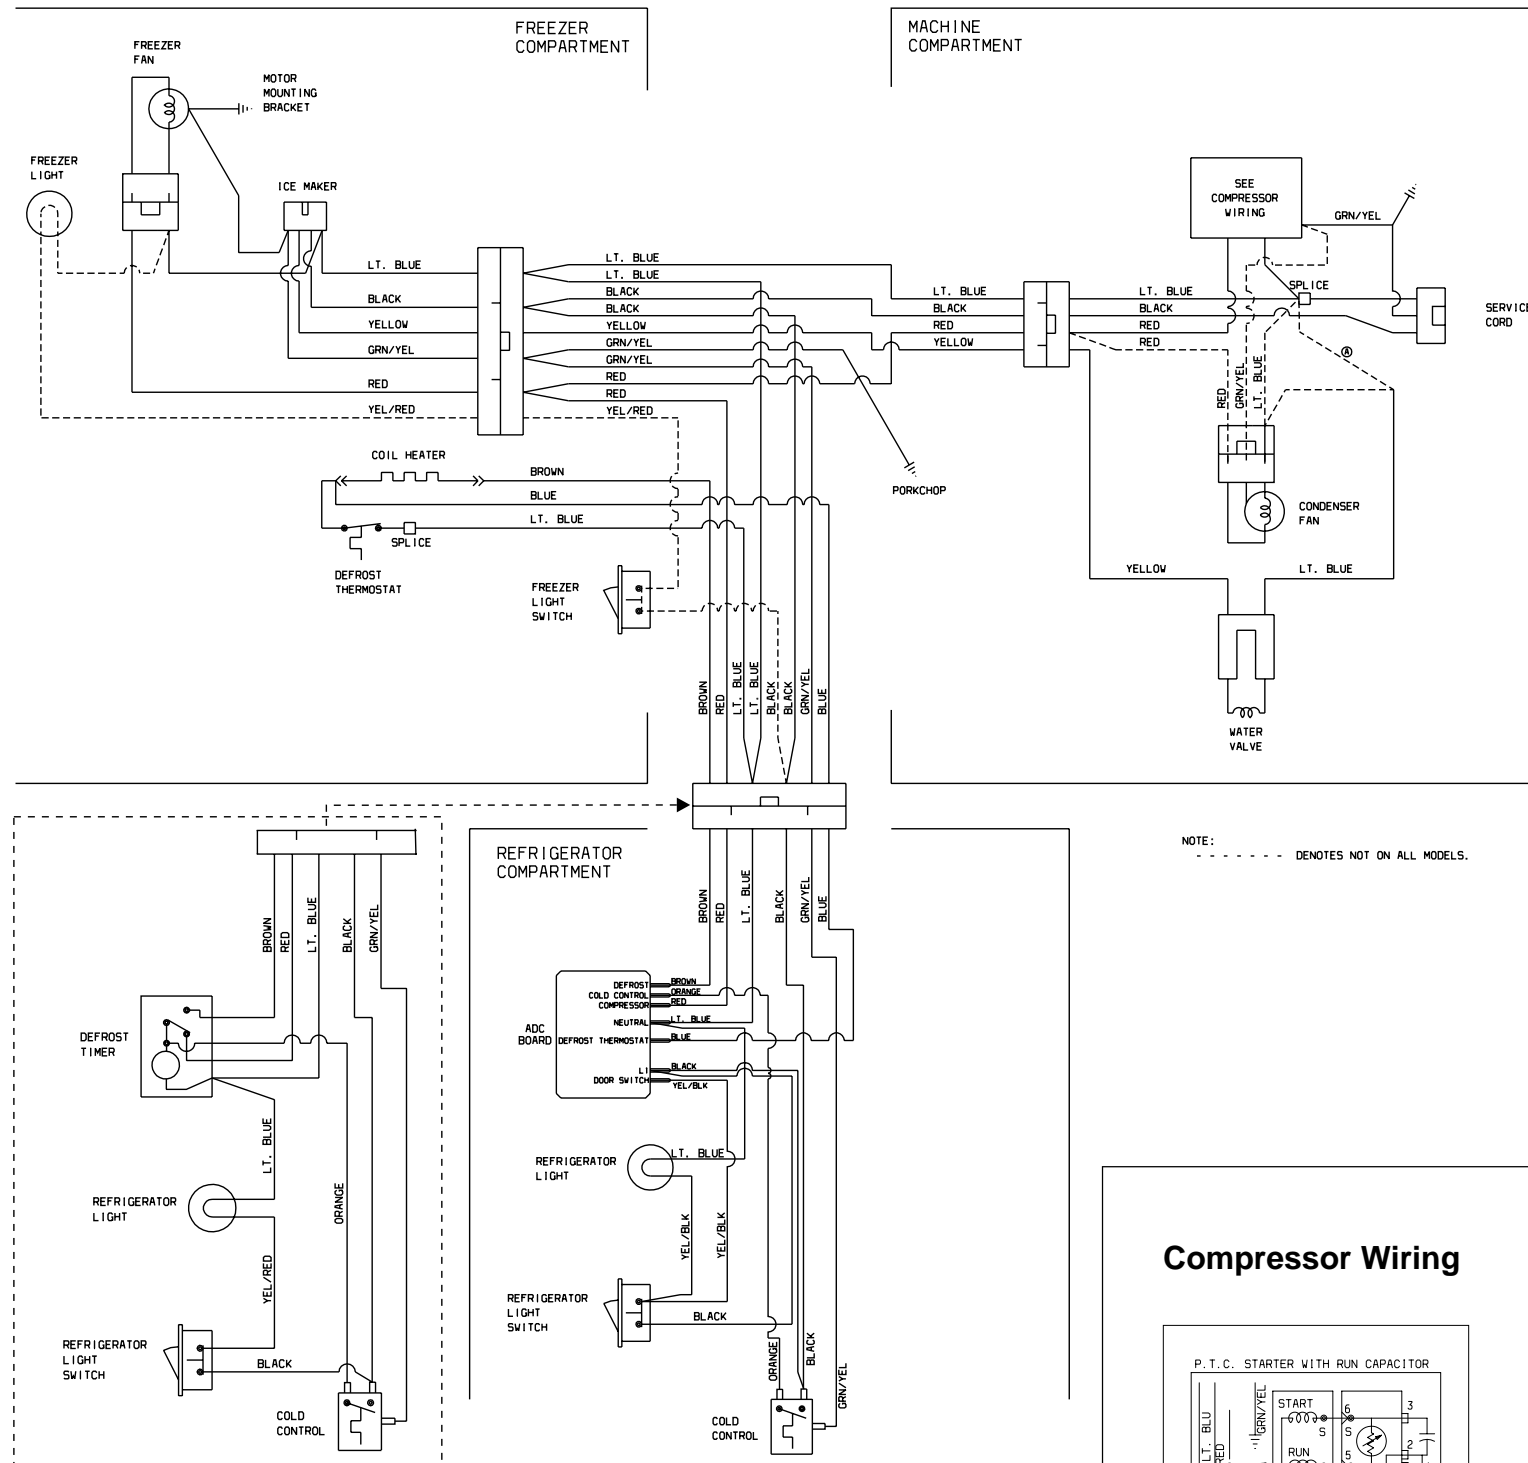 FREEZER
COMPARTMENT
MACHINE
COMPARTMENT
FREEZER
FAN
MOTOR
MOUNTING
BRACKET
FREEZER
LIGHT
ICE MAKER
LT. BLUE
BLACK
YELLOW
GRN/YEL
RED
YEL/RED
LT. BLUE
LT. BLUE
BLACK
BLACK
YELLOW
GRN/YEL
GRN/YEL
RED
RED
YEL/RED
LT. BLUE
BLACK
RED
YELLOW
LT. BLUE
BLACK
RED
RED
SEE
COMPRESSOR
WIRING
GRN/YEL
SPLICE
SERVICE
CORD
A
RED
GRN/YEL
LT. BLUE
COIL HEATER
BROWN
BLUE
LT. BLUE
SPLICE
DEFROST
THERMOSTAT
PORKCHOP
CONDENSER
FAN
FREEZER
LIGHT
SWITCH
YELLOW
LT. BLUE
WATER
VALVE
BROWN
RED
LT. BLUE
LT. BLUE
BLACK
BLACK
GRN/YEL
BLUE
REFRIGERATOR
COMPARTMENT
NOTE:
- - - - - - DENOTES NOT ON ALL MODELS.
BROWN
RED
LT. BLUE
BLACK
GRN/YEL
BROWN
RED
LT. BLUE
BLACK
GRN/YEL
BLUE
DEFROST
TIMER
ADC
BOARD
DEFROST
COLD CONTROL
COMPRESSOR
NEUTRAL
DEFROST THERMOSTAT
L1
DOOR SWITCH
BROWN
ORANGE
RED
LT. BLUE
BLUE
BLACK
YEL/BLK
LT. BLUE
REFRIGERATOR
LIGHT
ORANGE
YEL/RED
REFRIGERATOR
LIGHT
SWITCH
BLACK
COLD
CONTROL
REFRIGERATOR
LIGHT
LT. BLUE
YEL/BLK
YEL/BLK
REFRIGERATOR
LIGHT
SWITCH
BLACK
ORANGE
BLACK
GRN/YEL
COLD
CONTROL
Compressor Wiring
P.T.C. STARTER WITH RUN CAPACITOR
LT. BLU
RED
GRN/YEL
START
S
6
S
3
RUN
5
2